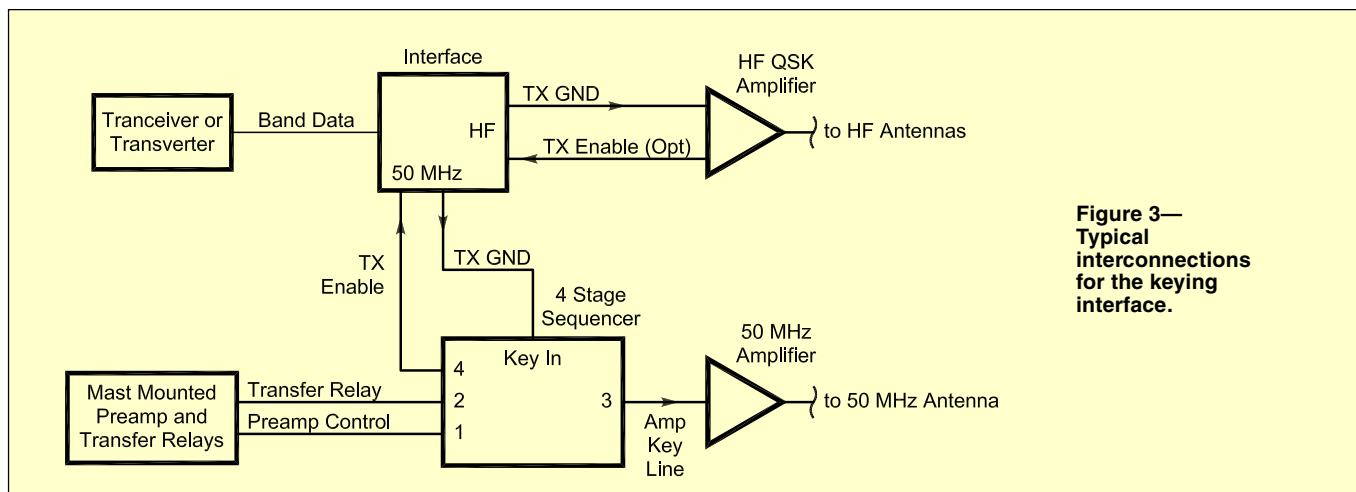 Interface
HF QSK
Amplifier
Tranceiver or
Transverter
Band Data
TX GND
HF
to HF Antennas
TX Enable (Opt)
50 MHz
TX
Enable
TX GND
4 Stage
Sequencer
Key In
50 MHz
Amplifier
4
Mast Mounted
Preamp and
Transfer Relays
Transfer Relay
2
3
to 50 MHz Antenna
Preamp Control
1
Amp
Key
Line
Figure 3—
Typical
interconnections
for the keying
interface.